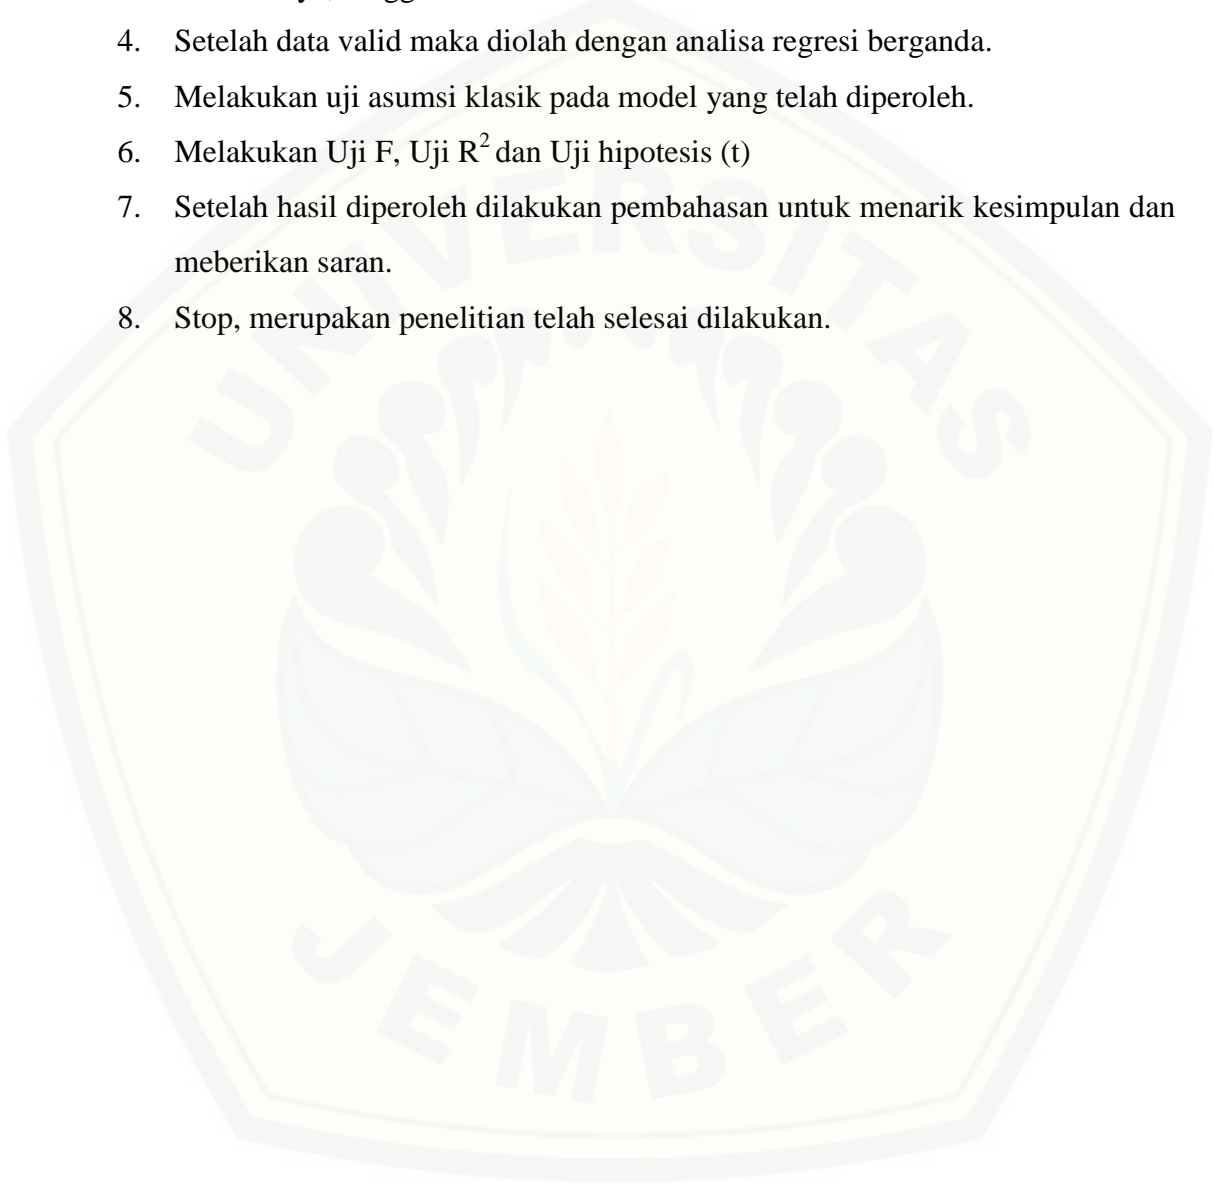 4. Setelah data valid maka diolah dengan analisa regresi berganda.
5. Melakukan uji asumsi klasik pada model yang telah diperoleh.
6. Melakukan Uji F, Uji R² dan Uji hipotesis (t)
7. Setelah hasil diperoleh dilakukan pembahasan untuk menarik kesimpulan dan
meberikan saran.
8. Stop, merupakan penelitian telah selesai dilakukan.
UNIVERSITAS
JEMBER